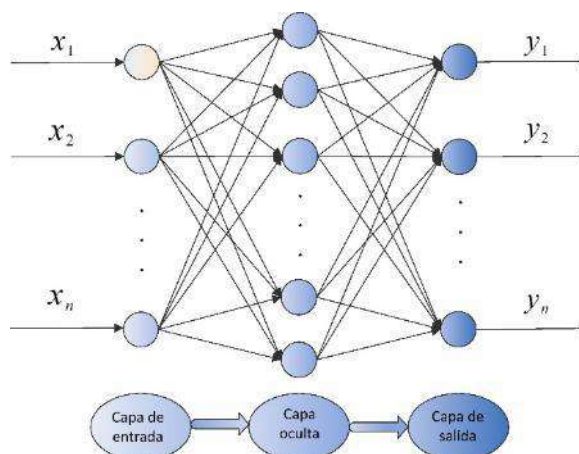 x₁
y₁
x₂
y₂
xₙ
yₙ
Capa de
entrada
Capa
oculta
Capa de
salida